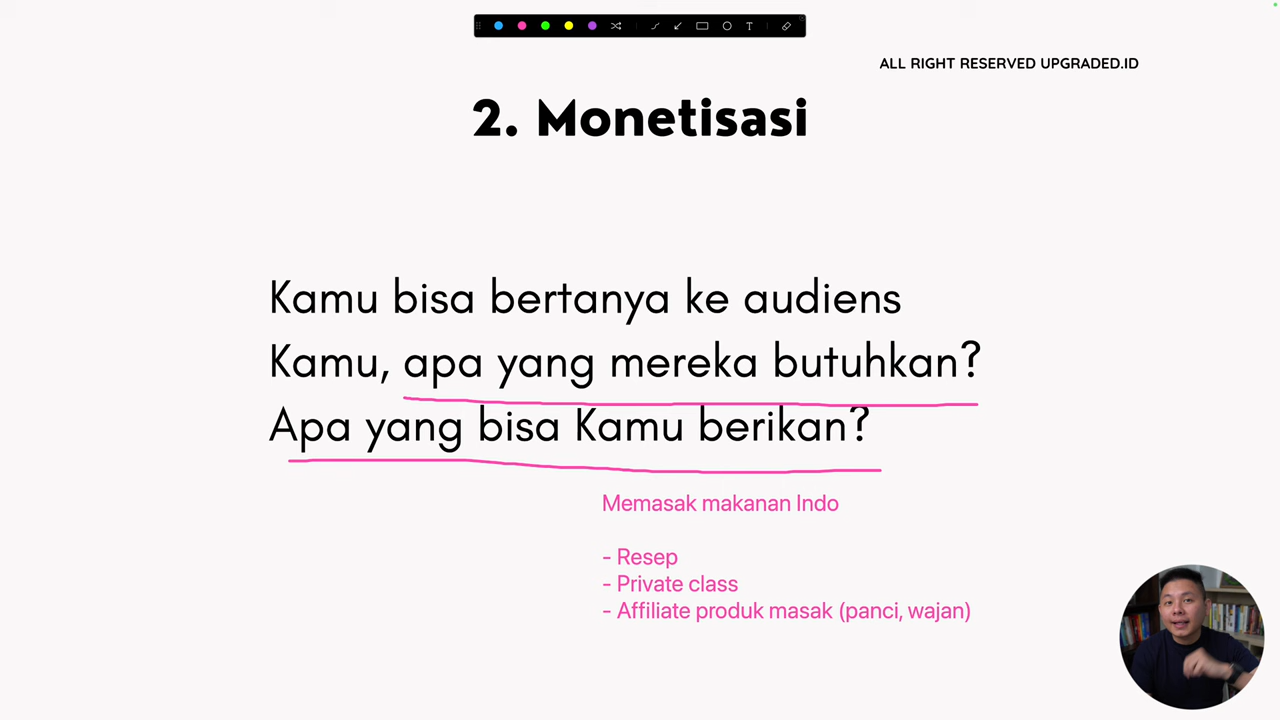 T
ALL RIGHT RESERVED UPGRADED.ID
2. Monetisasi
Kamu bisa bertanya ke audiens
Kamu, apa yang mereka butuhkan?
Apa yang bisa Kamu berikan?
Memasak makanan Indo
- Resep
- Private class
- Affiliate produk masak (panci, wajan)